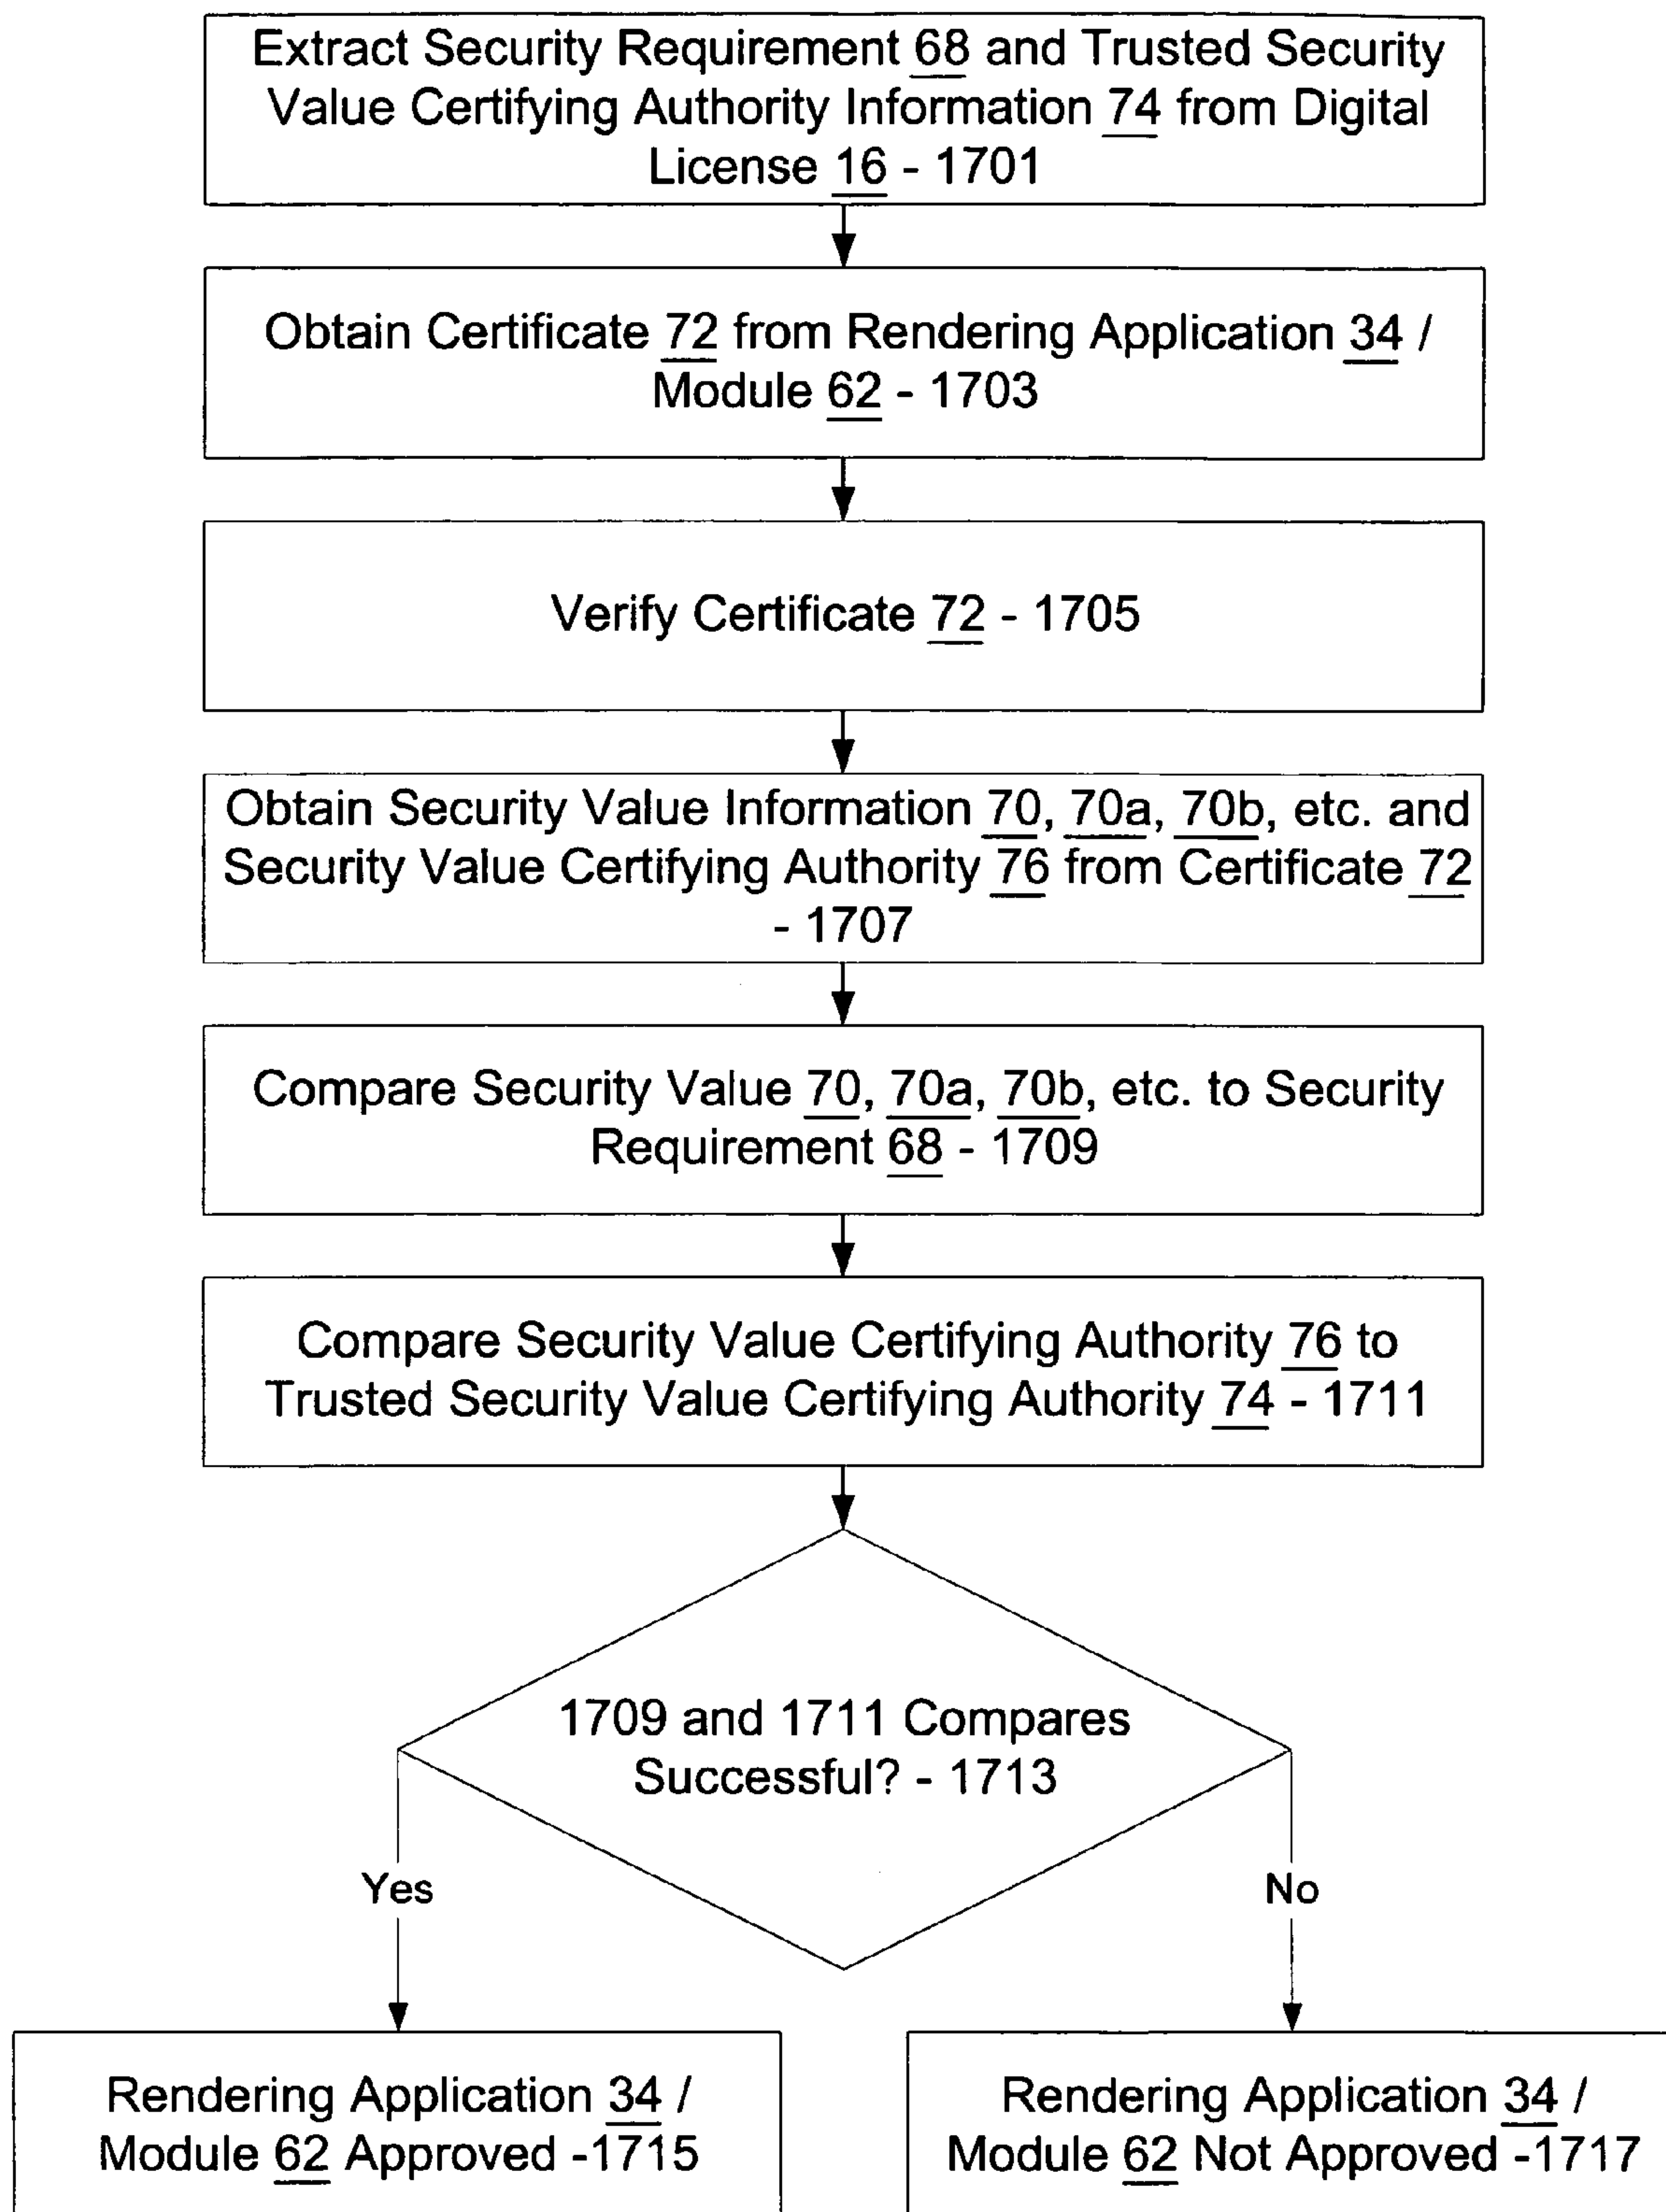 Extract Security Requirement 68 and Trusted Security
Value Certifying Authority Information 74 from Digital
License 16 - 1701
Obtain Certificate 72 from Rendering Application 34 /
Module 62 - 1703
Verify Certificate 72 - 1705
Obtain Security Value Information 70, 70a, 70b, etc. and
Security Value Certifying Authority 76 from Certificate 72
- 1707
Compare Security Value 70, 70a, 70b, etc. to Security
Requirement 68 - 1709
Compare Security Value Certifying Authority 76 to
Trusted Security Value Certifying Authority 74 - 1711
1709 and 1711 Compares
Successful? - 1713
Yes
No
Rendering Application 34 /
Module 62 Approved -1715
Rendering Application 34 /
Module 62 Not Approved -1717